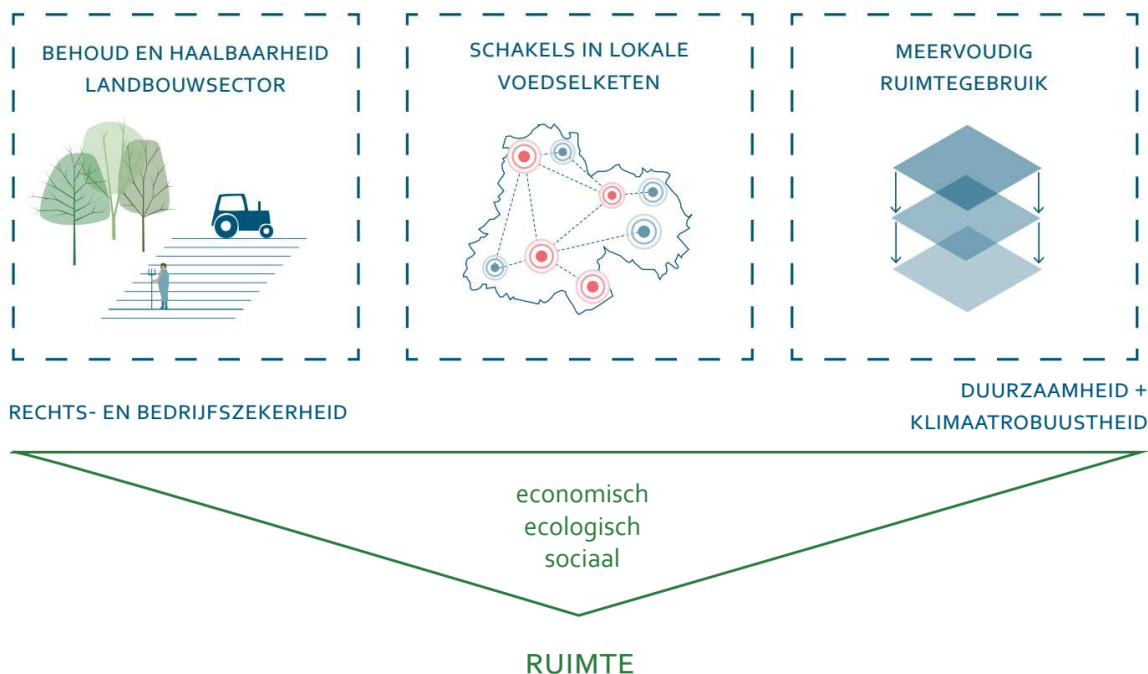 BEHOUD EN HAALBAARHEID
LANDBOUWSECTOR
SCHAKELS IN LOKALE
VOEDSELKETEN
MEERVOUDIG
RUIMTEGEBRUIK
RECHTS- EN BEDRIJFSZEKERHEID
DUURZAAMHEID +
KLIMAATROBUUSTHEID
economisch
ecologisch
sociaal
RUIMTE